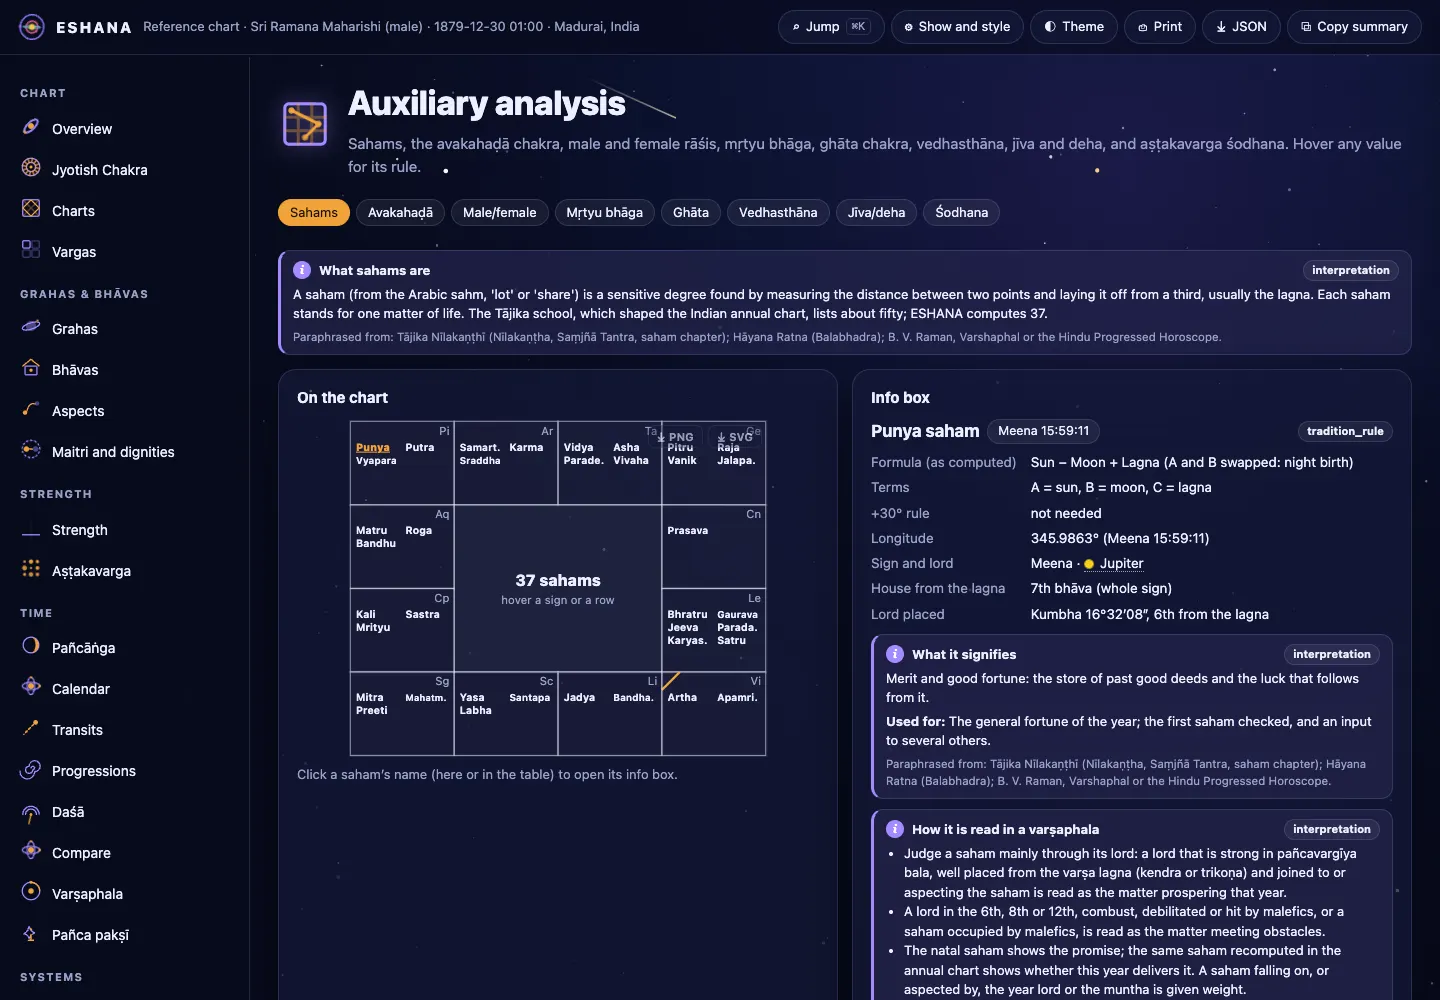 ESHANA
Reference chart · Sri Ramana Maharishi (male) · 1879-12-30 01:00 · Madurai, India
Jump ⌘K
Show and style
Theme
Print
JSON
Copy summary
CHART
Overview
Jyotish Chakra
Charts
Vargas
GRAHAS & BHĀVAS
Grahas
Bhāvas
Aspects
Maitri and dignities
STRENGTH
Strength
Aṣṭakavarga
TIME
Pañcāṅga
Calendar
Transits
Progressions
Daśā
Compare
Varṣaphala
Pañca pakṣī
SYSTEMS
Auxiliary analysis
Sahams, the avakahaḍā chakra, male and female rāśis, mṛtyu bhāga, ghāta chakra, vedhasthāna, jīva and deha, and aṣṭakavarga śodhana. Hover any value
for its rule.
Sahams
Avakahaḍā
Male/female
Mṛtyu bhāga
Ghāta
Vedhasthāna
Jīva/deha
Śodhana
What sahams are
interpretation
A saham (from the Arabic sahm, 'lot' or 'share') is a sensitive degree found by measuring the distance between two points and laying it off from a third, usually the lagna. Each saham
stands for one matter of life. The Tājika school, which shaped the Indian annual chart, lists about fifty; ESHANA computes 37.
Paraphrased from: Tājika Nīlakaṇṭhī (Nīlakaṇṭha, Saṃjñā Tantra, saham chapter); Hāyana Ratna (Balabhadra); B. V. Raman, Varshaphal or the Hindu Progressed Horoscope.
On the chart
PNG
SVG
Pi
Punya Putra
Vyapara
Ar
Samart. Karma
Sraddha
Ta
Vidya Asha
Parade. Vivaha
Ge
Pitru Raja
Vanik Jalapa.
Aq
Matru Roga
Bandhu
Cn
Prasava
37 sahams
hover a sign or a row
Cp
Kali Sastra
Mrityu
Le
Bhratru Gaurava
Jeeva Parada.
Karyas. Satru
Sg
Mitra Mahatm.
Preeti
Sc
Yasa Santapa
Labha
Li
Jadya Bandha.
Vi
Artha Apamri.
Click a saham's name (here or in the table) to open its info box.
Info box
Punya saham Meena 15:59:11
tradition_rule
Formula (as computed) Sun − Moon + Lagna (A and B swapped: night birth)
Terms A = sun, B = moon, C = lagna
+30° rule not needed
Longitude 345.9863° (Meena 15:59:11)
Sign and lord Meena · Jupiter
House from the lagna 7th bhāva (whole sign)
Lord placed Kumbha 16°32′08″, 6th from the lagna
What it signifies
interpretation
Merit and good fortune: the store of past good deeds and the luck that follows
from it.
Used for: The general fortune of the year; the first saham checked, and an input
to several others.
Paraphrased from: Tājika Nīlakaṇṭhī (Nīlakaṇṭha, Saṃjñā Tantra, saham chapter); Hāyana
Ratna (Balabhadra); B. V. Raman, Varshaphal or the Hindu Progressed Horoscope.
How it is read in a varṣaphala
interpretation
• Judge a saham mainly through its lord: a lord that is strong in pañcavargīya
bala, well placed from the varṣa lagna (kendra or trikoṇa) and joined to or
aspecting the saham is read as the matter prospering that year.
• A lord in the 6th, 8th or 12th, combust, debilitated or hit by malefics, or a
saham occupied by malefics, is read as the matter meeting obstacles.
• The natal saham shows the promise; the same saham recomputed in the
annual chart shows whether this year delivers it. A saham falling on, or
aspected by, the year lord or the muntha is given weight.